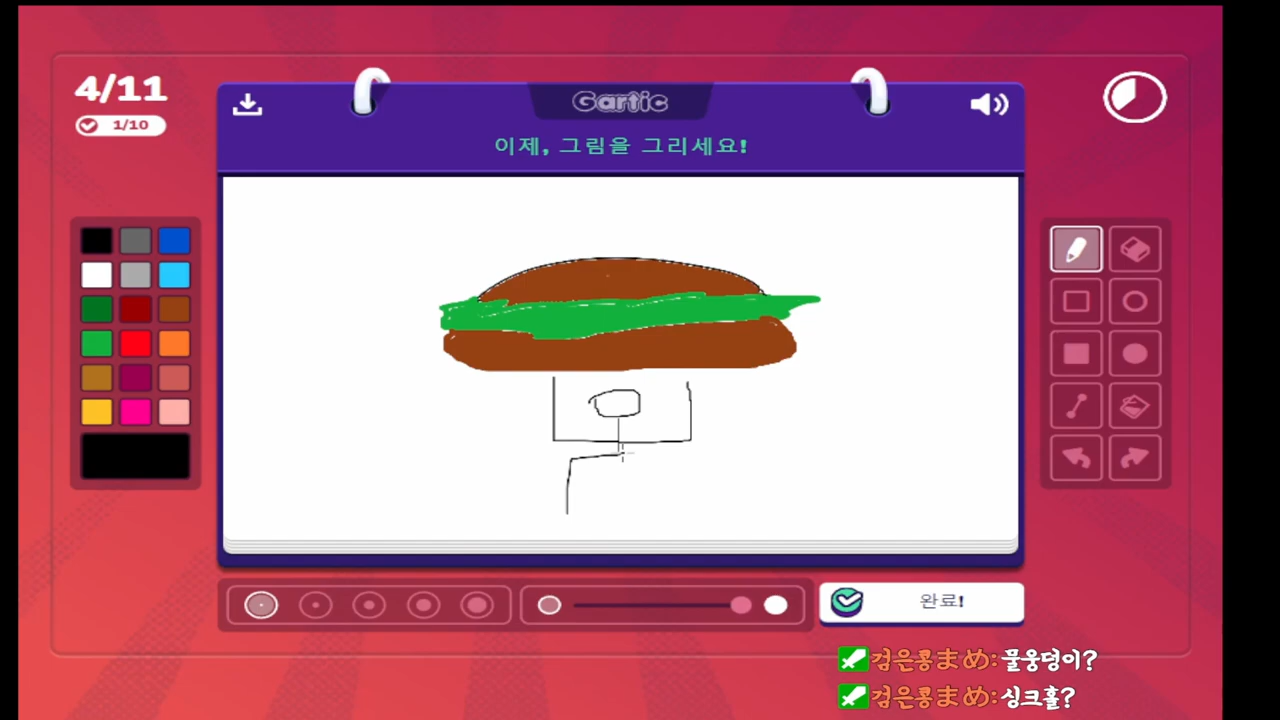 4/11
1/10
Gartic
이제, 그림을 그리세요!
완료!
검은콩まめ: 물웅덩이?
검은콩まめ: 싱크홀?